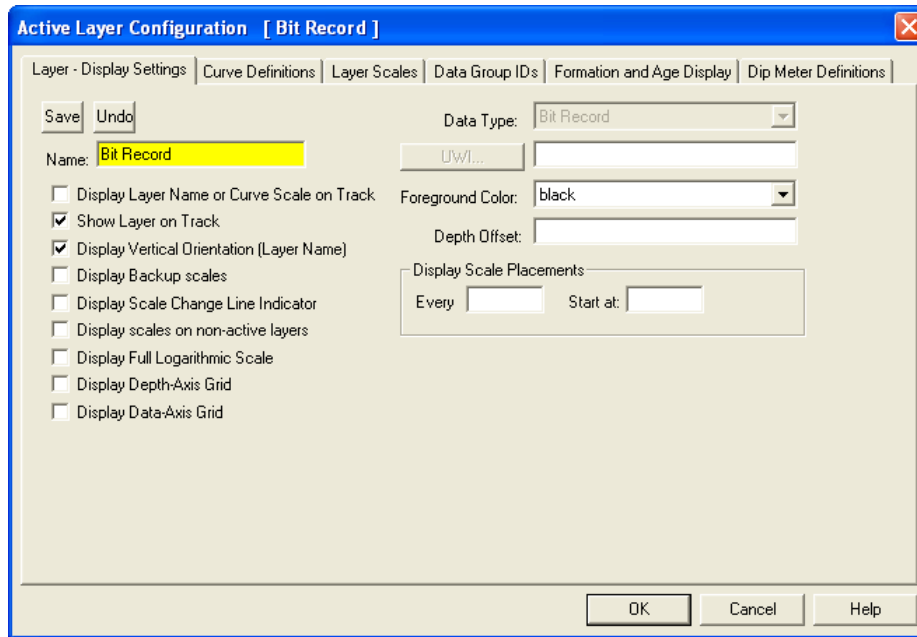 Active Layer Configuration [ Bit Record ]
Layer - Display Settings Curve Definitions Layer Scales Data Group IDs Formation and Age Display Dip Meter Definitions
Save Undo
Name: Bit Record
Display Layer Name or Curve Scale on Track
Show Layer on Track
Display Vertical Orientation (Layer Name)
Display Backup scales
Display Scale Change Line Indicator
Display scales on non-active layers
Display Full Logarithmic Scale
Display Depth-Axis Grid
Display Data-Axis Grid
Data Type: Bit Record
UWI...
Foreground Color: black
Depth Offset:
Display Scale Placements
Every Start at:
OK Cancel Help